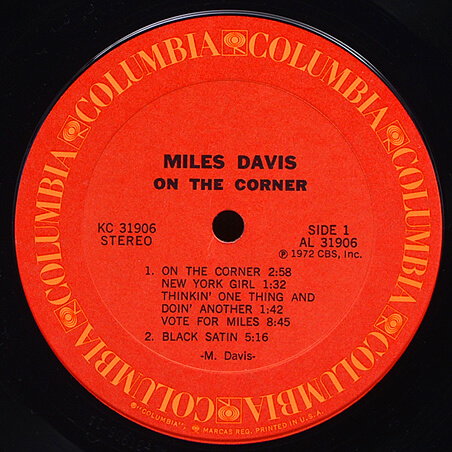 COLUMBIA COLUMBIA COLUMBIA COLUMBIA COLUMBIA COLUMBIA
MILES DAVIS
ON THE CORNER
KC 31906
STEREO
SIDE 1
AL 31906
Ⓟ 1972 CBS, Inc.
1. ON THE CORNER 2:58
NEW YORK GIRL 1:32
THINKIN' ONE THING AND
DOIN' ANOTHER 1:42
VOTE FOR MILES 8:45
2. BLACK SATIN 5:16
-M. Davis-
® "COLUMBIA", MARCAS REG. PRINTED IN U.S.A.